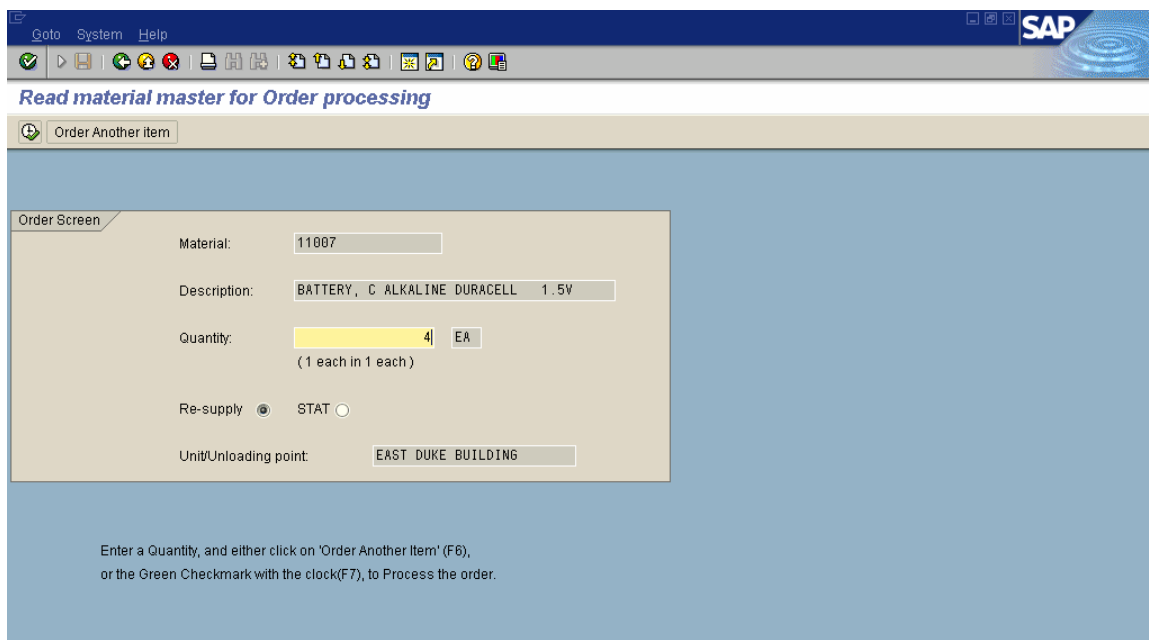 Goto System Help
SAP
Read material master for Order processing
Order Another item
Order Screen
Material: 11007
Description: BATTERY, C ALKALINE DURACELL 1.5V
Quantity: 4 EA
( 1 each in 1 each )
Re-supply STAT
Unit/Unloading point: EAST DUKE BUILDING
Enter a Quantity, and either click on 'Order Another Item' (F6),
or the Green Checkmark with the clock(F7), to Process the order.